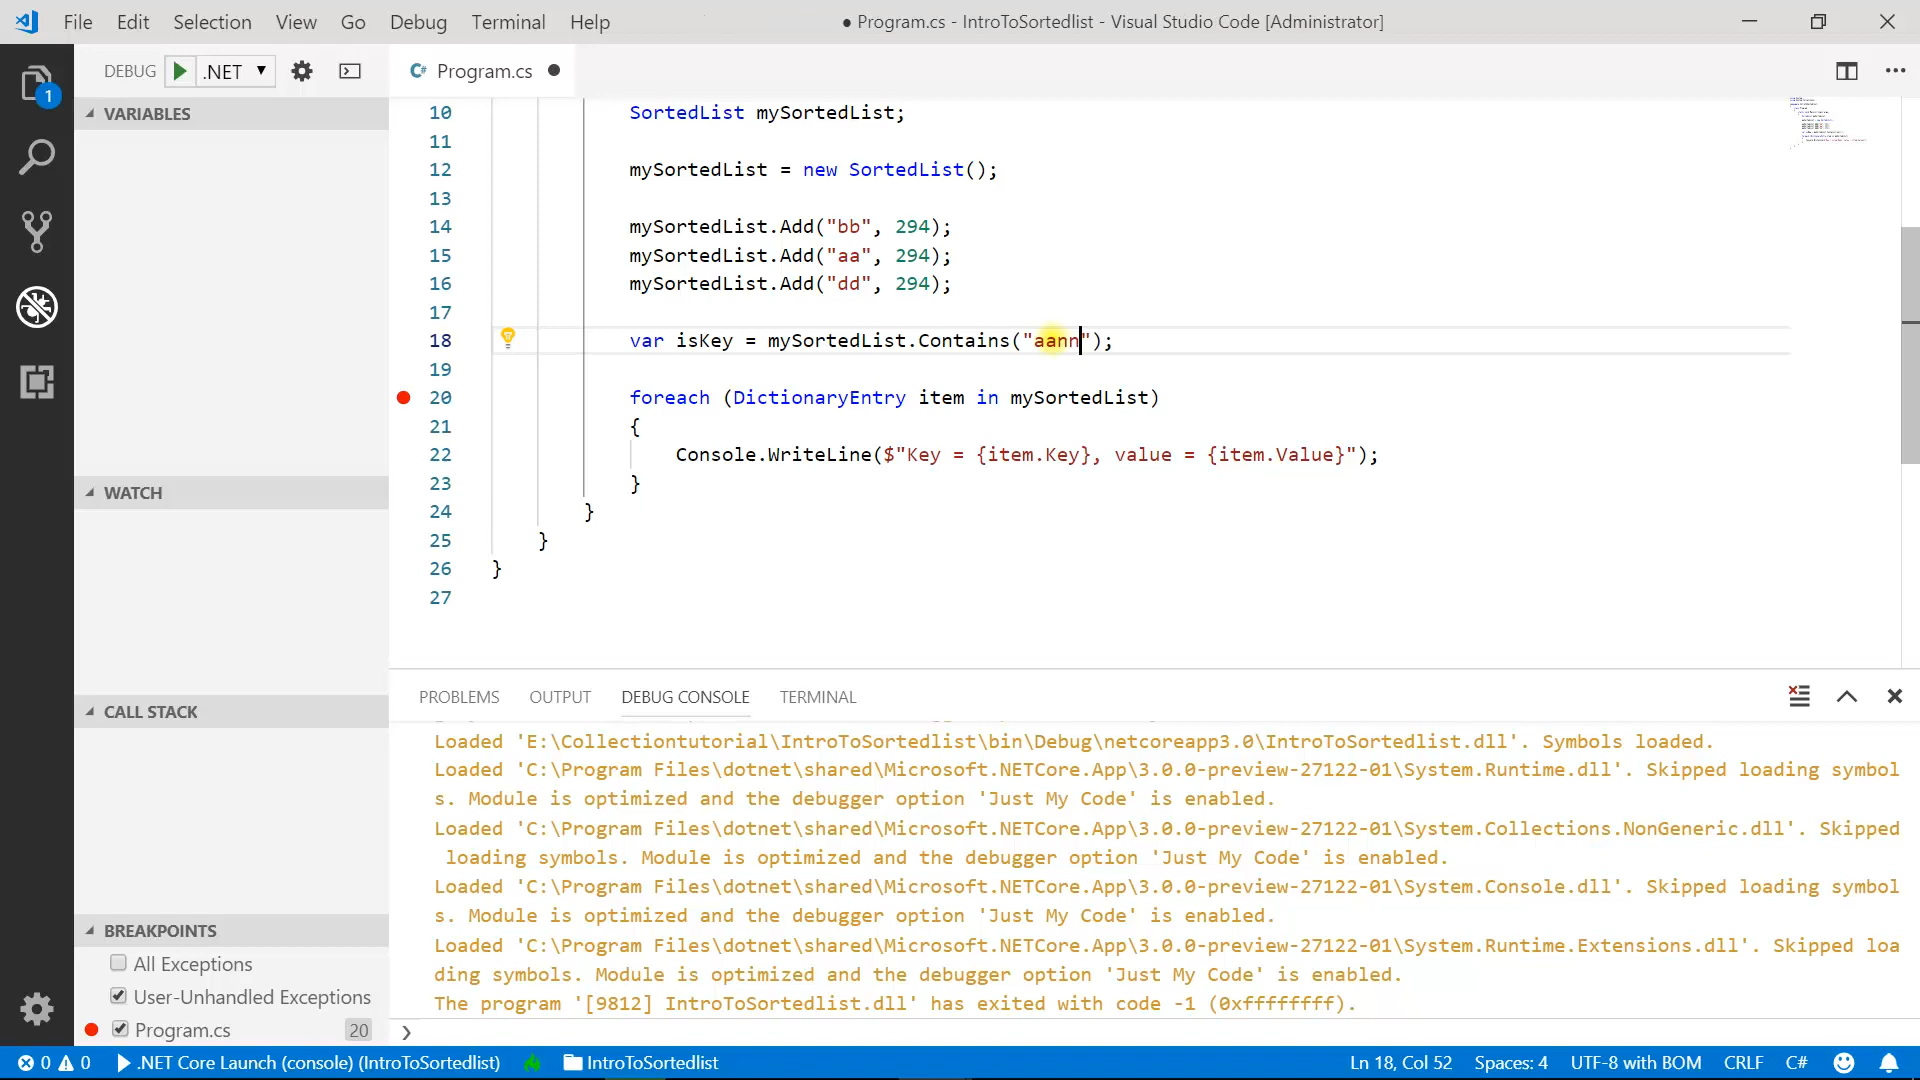 File Edit Selection View Go Debug Terminal Help
● Program.cs - IntroToSortedlist - Visual Studio Code [Administrator]
DEBUG .NET
Program.cs
1
VARIABLES
WATCH
CALL STACK
BREAKPOINTS
All Exceptions
User-Unhandled Exceptions
Program.cs 20
10 SortedList mySortedList;
11
12 mySortedList = new SortedList();
13
14 mySortedList.Add("bb", 294);
15 mySortedList.Add("aa", 294);
16 mySortedList.Add("dd", 294);
17
18 var isKey = mySortedList.Contains("aann");
19
20 foreach (DictionaryEntry item in mySortedList)
21 {
22 Console.WriteLine($"Key = {item.Key}, value = {item.Value}");
23 }
24 }
25 }
26 }
27
PROBLEMS OUTPUT DEBUG CONSOLE TERMINAL
Loaded 'E:\Collectiontutorial\IntroToSortedlist\bin\Debug\netcoreapp3.0\IntroToSortedlist.dll'. Symbols loaded.
Loaded 'C:\Program Files\dotnet\shared\Microsoft.NETCore.App\3.0.0-preview-27122-01\System.Runtime.dll'. Skipped loading symbol
s. Module is optimized and the debugger option 'Just My Code' is enabled.
Loaded 'C:\Program Files\dotnet\shared\Microsoft.NETCore.App\3.0.0-preview-27122-01\System.Collections.NonGeneric.dll'. Skipped
loading symbols. Module is optimized and the debugger option 'Just My Code' is enabled.
Loaded 'C:\Program Files\dotnet\shared\Microsoft.NETCore.App\3.0.0-preview-27122-01\System.Console.dll'. Skipped loading symbol
s. Module is optimized and the debugger option 'Just My Code' is enabled.
Loaded 'C:\Program Files\dotnet\shared\Microsoft.NETCore.App\3.0.0-preview-27122-01\System.Runtime.Extensions.dll'. Skipped loa
ding symbols. Module is optimized and the debugger option 'Just My Code' is enabled.
The program '[9812] IntroToSortedlist.dll' has exited with code -1 (0xffffffff).
0 0 .NET Core Launch (console) (IntroToSortedlist) IntroToSortedlist Ln 18, Col 52 Spaces: 4 UTF-8 with BOM CRLF C#